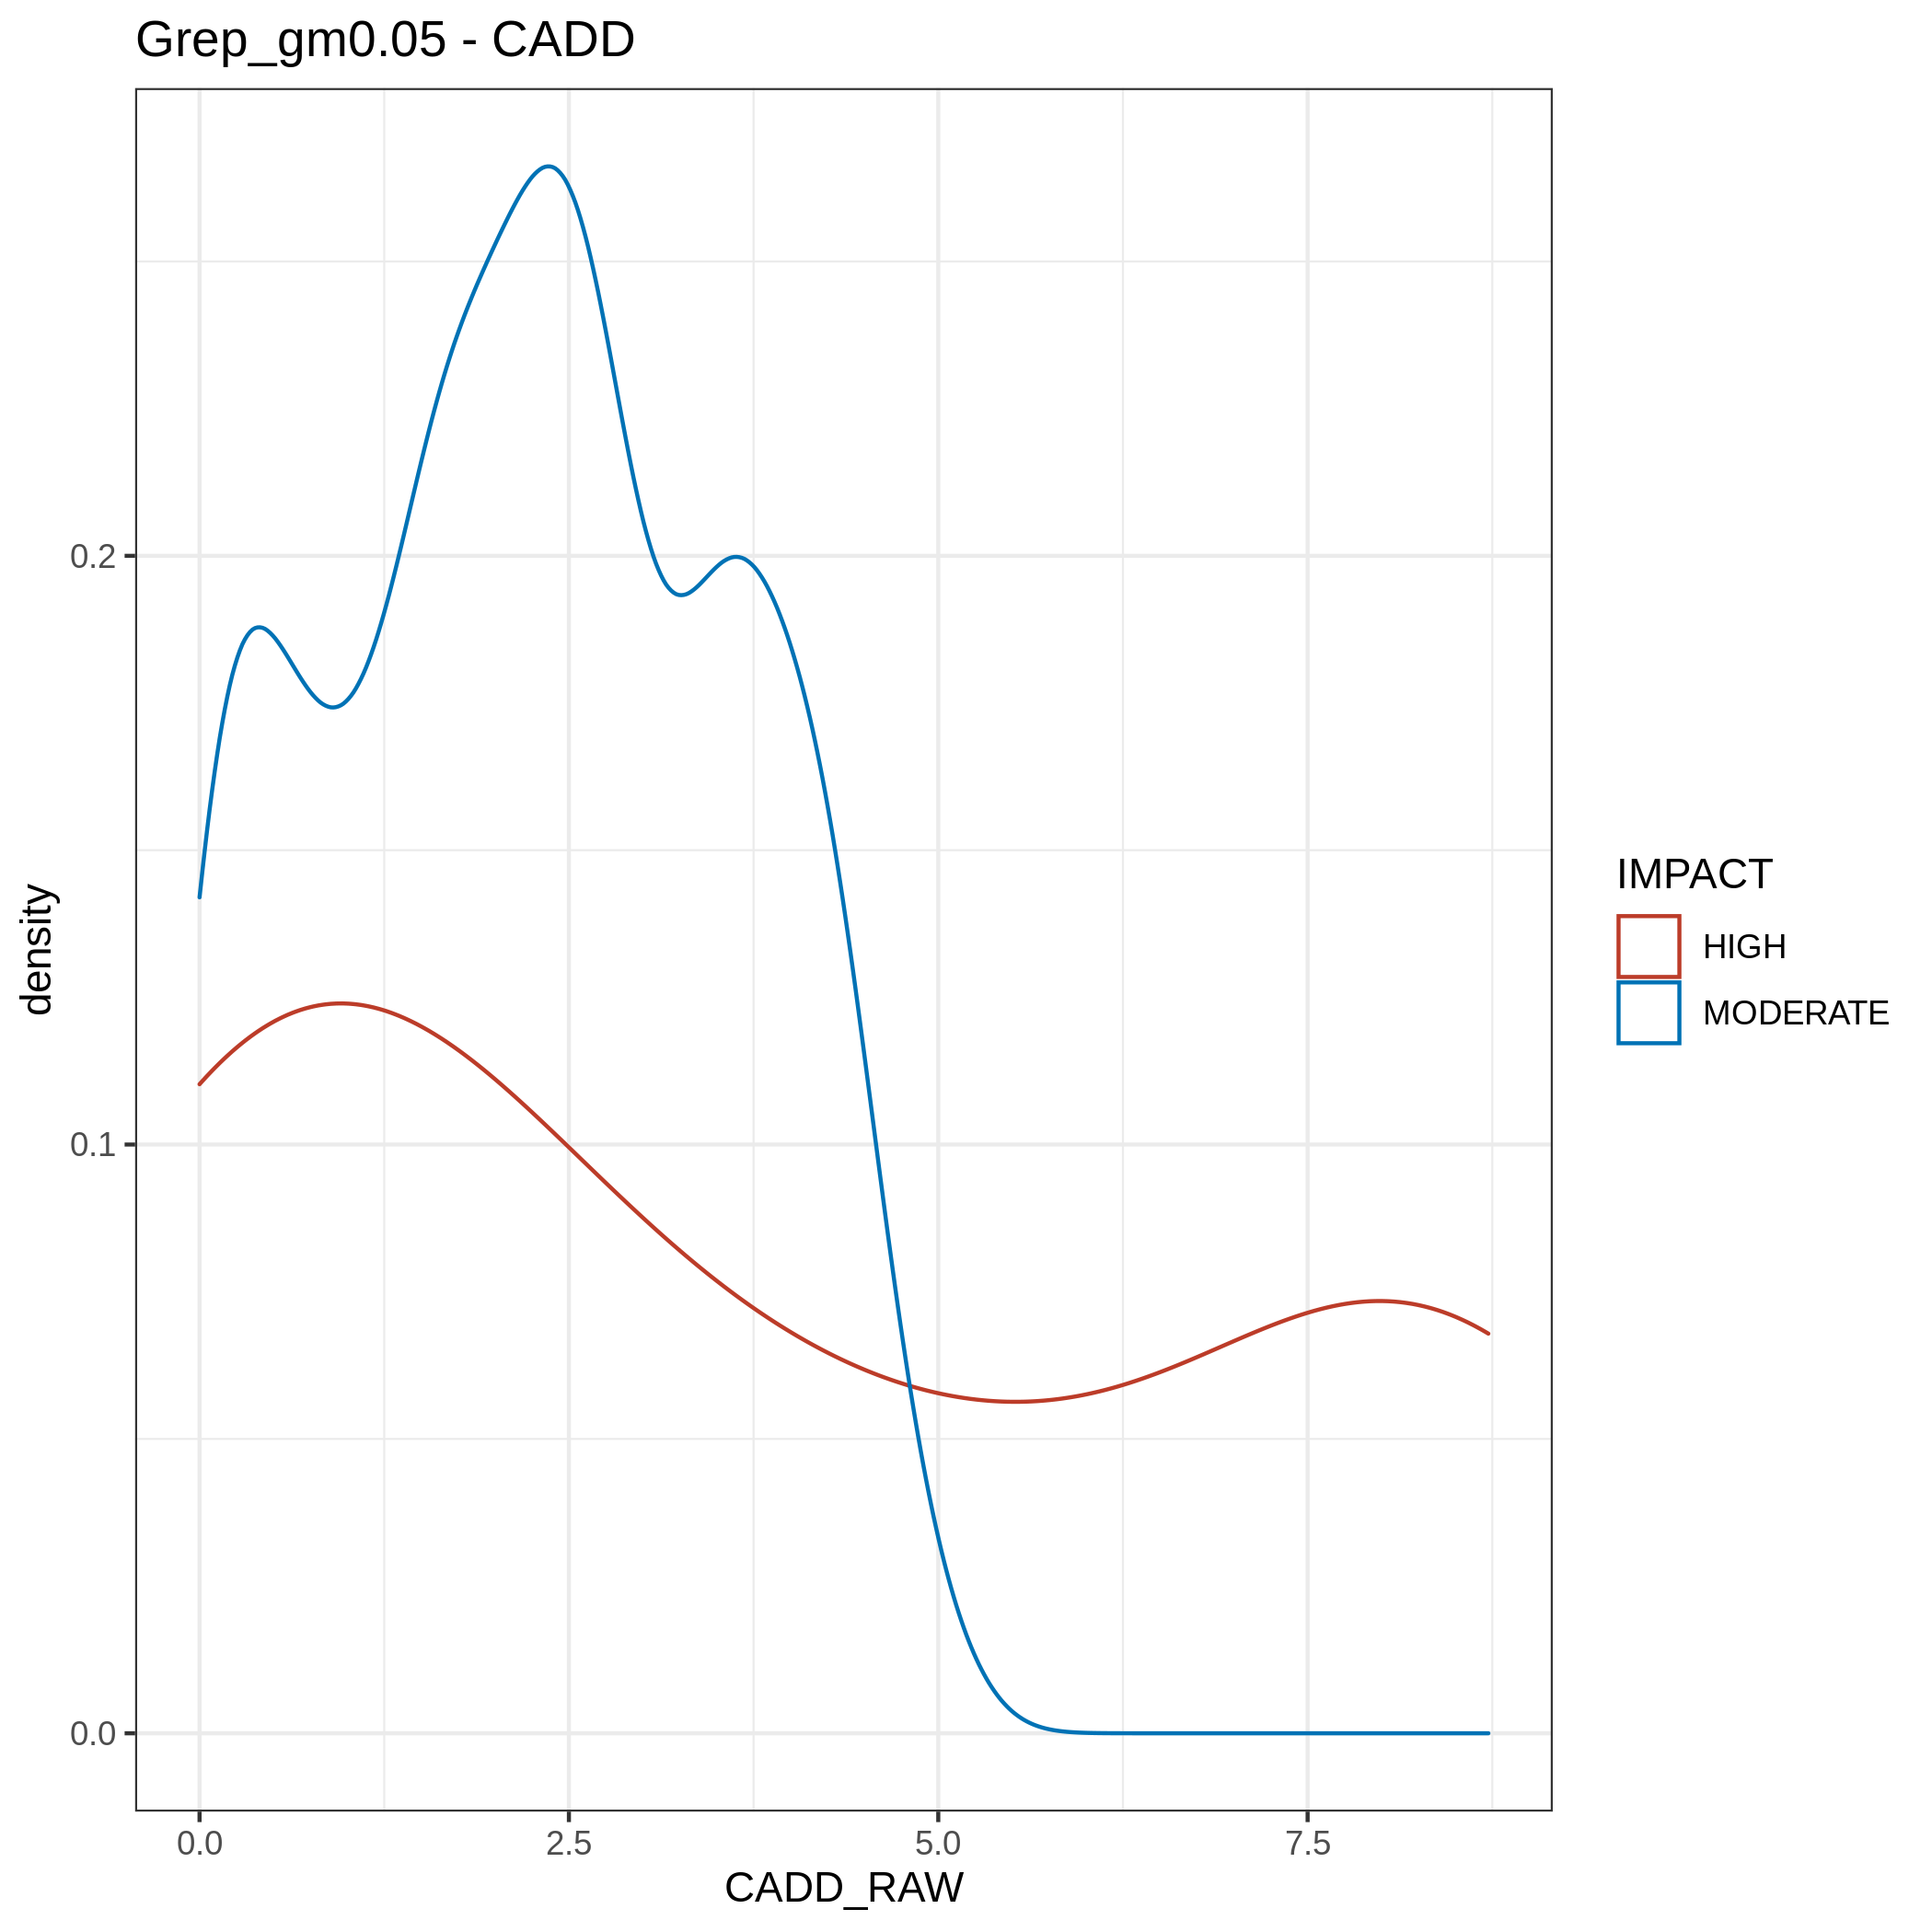 Grep_gm0.05 - CADD
density
0.2
0.1
0.0
0.0 2.5 5.0 7.5
CADD_RAW
IMPACT
HIGH
MODERATE